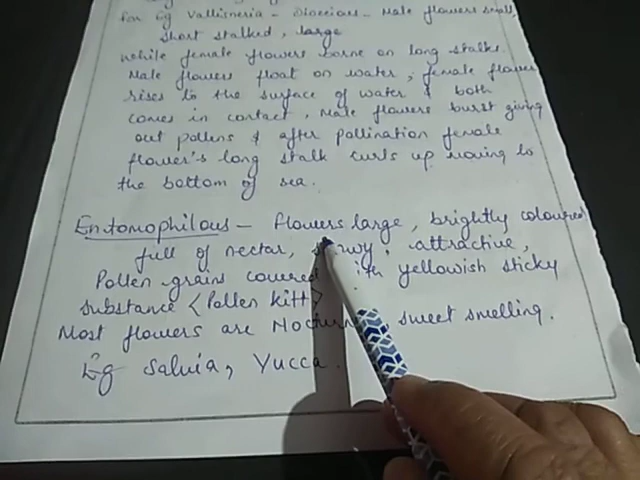 for Eg Vallisneria - Dioecious - Male flowers small,
short stalked, large
while female flowers borne on long stalks.
Male flowers float on water, female flower
rises to the surface of water & both
comes in contact, Male flowers burst giving
out pollens & after pollination female
flower's long stalk curls up moving to
the bottom of sea.
Entomophilous - flowers large, brightly coloured
full of nectar, attractive,
Pollen grains covered with yellowish sticky
substance <Pollen kitt>
Most flowers are Nocturnal sweet smelling.
Eg Salvia, Yucca.